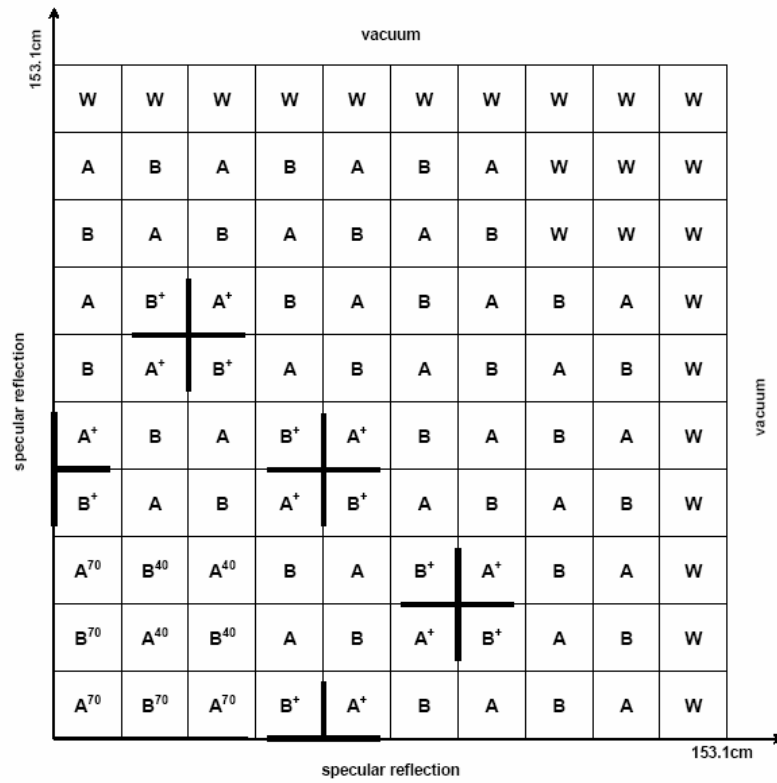 vacuum
153.1cm
W W W W W W W W W W
A B A B A B A W W W
B A B A B A B W W W
A B⁺ A⁺ B A B A B A W
B A⁺ B⁺ A B A B A B W
A⁺ B A B⁺ A⁺ B A B A W
B⁺ A B A⁺ B⁺ A B A B W
A⁷⁰ B⁴⁰ A⁴⁰ B A B⁺ A⁺ B A W
B⁷⁰ A⁴⁰ B⁴⁰ A B A⁺ B⁺ A B W
A⁷⁰ B⁷⁰ A⁷⁰ B⁺ A⁺ B A B A W
specular reflection
vacuum
153.1cm
specular reflection